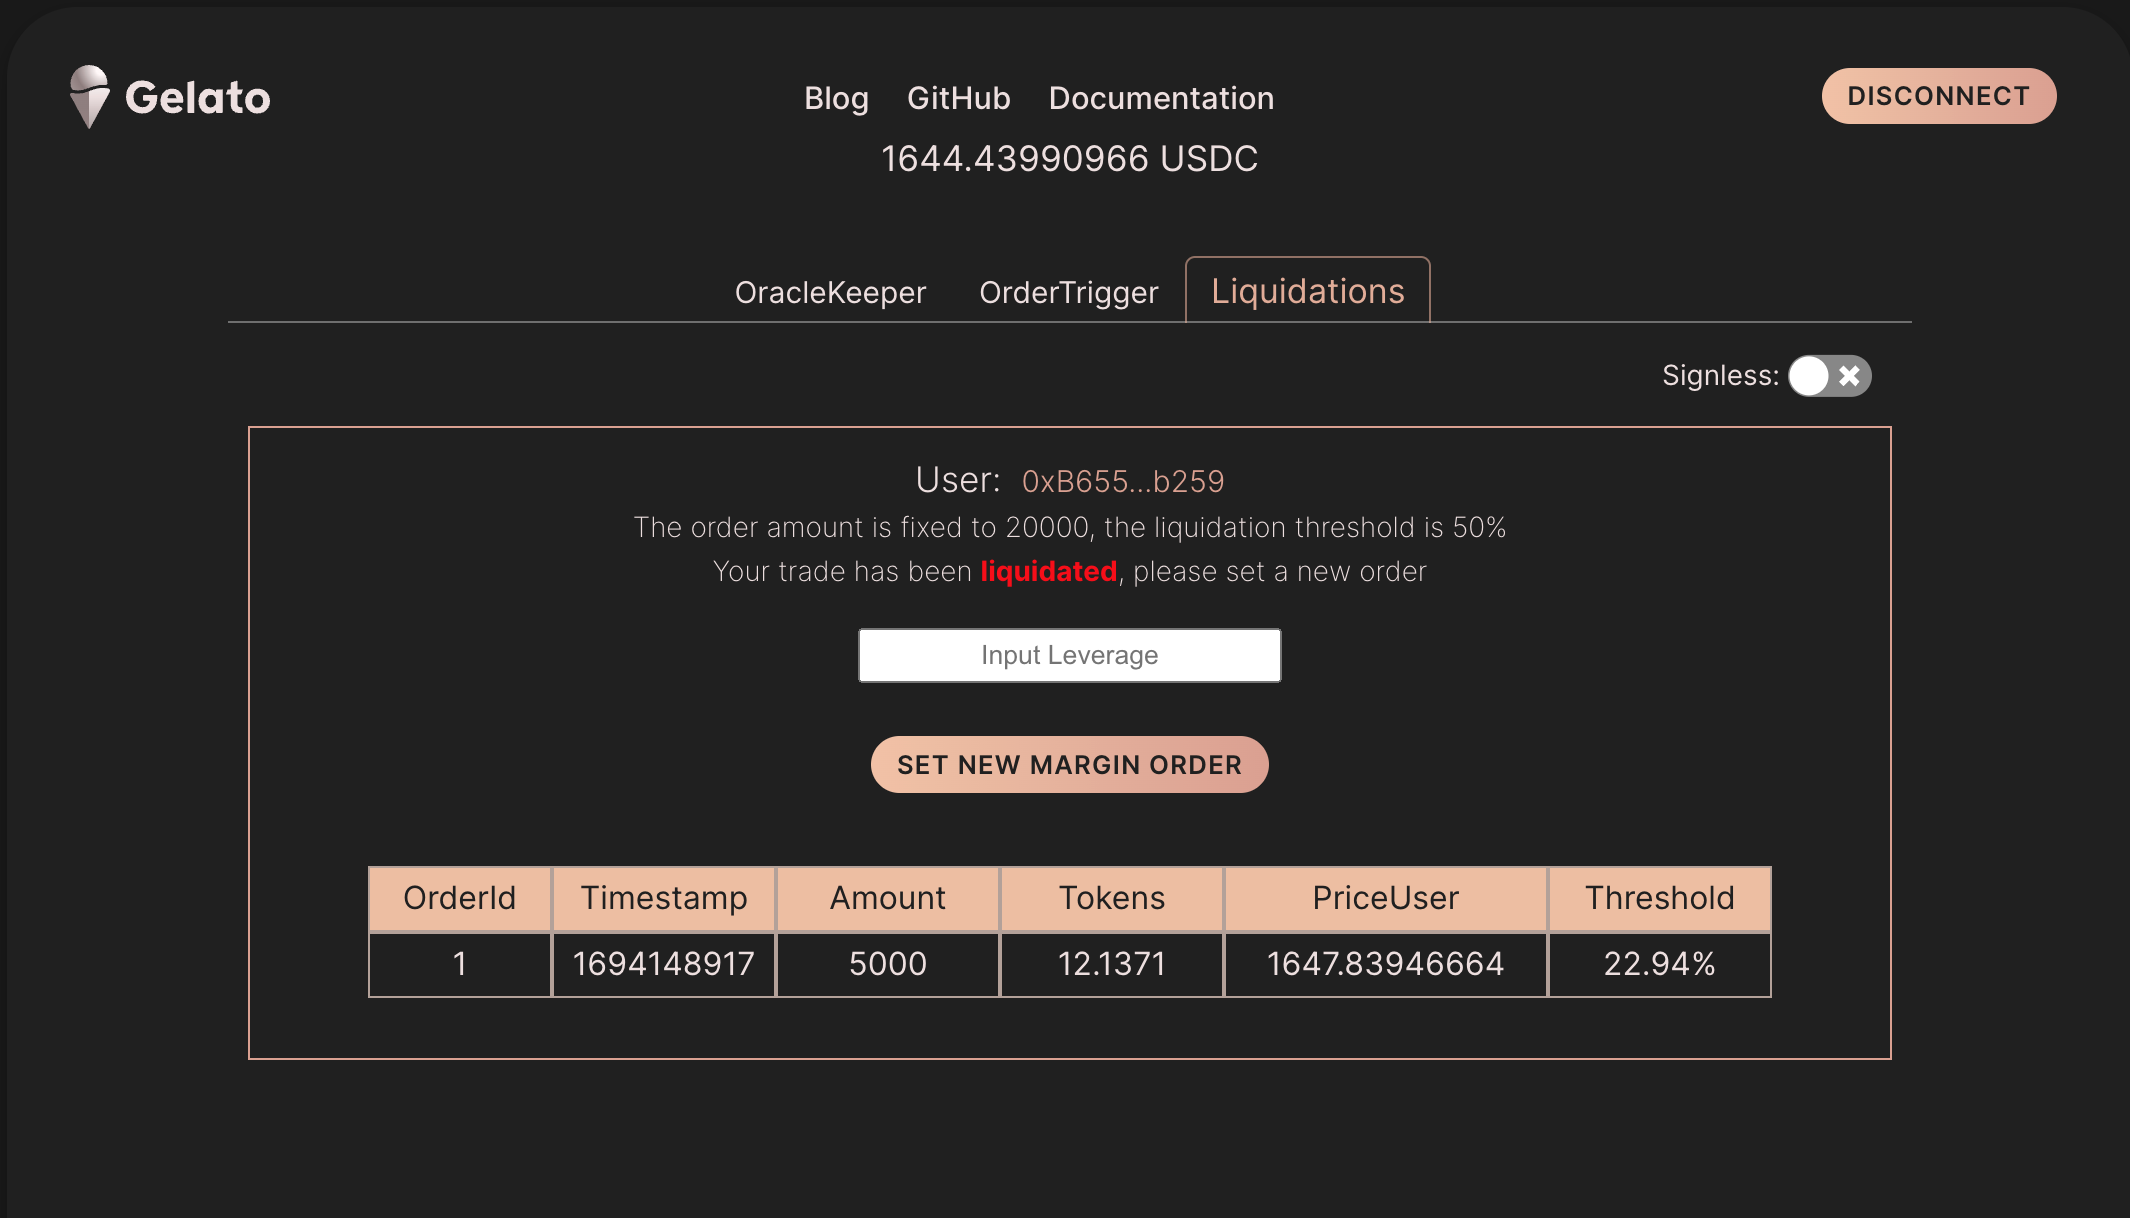 Gelato
Blog GitHub Documentation
DISCONNECT
1644.43990966 USDC
OracleKeeper OrderTrigger Liquidations
Signless:
User: 0xB655...b259
The order amount is fixed to 20000, the liquidation threshold is 50%
Your trade has been liquidated, please set a new order
Input Leverage
SET NEW MARGIN ORDER
OrderId Timestamp Amount Tokens PriceUser Threshold
1 1694148917 5000 12.1371 1647.83946664 22.94%